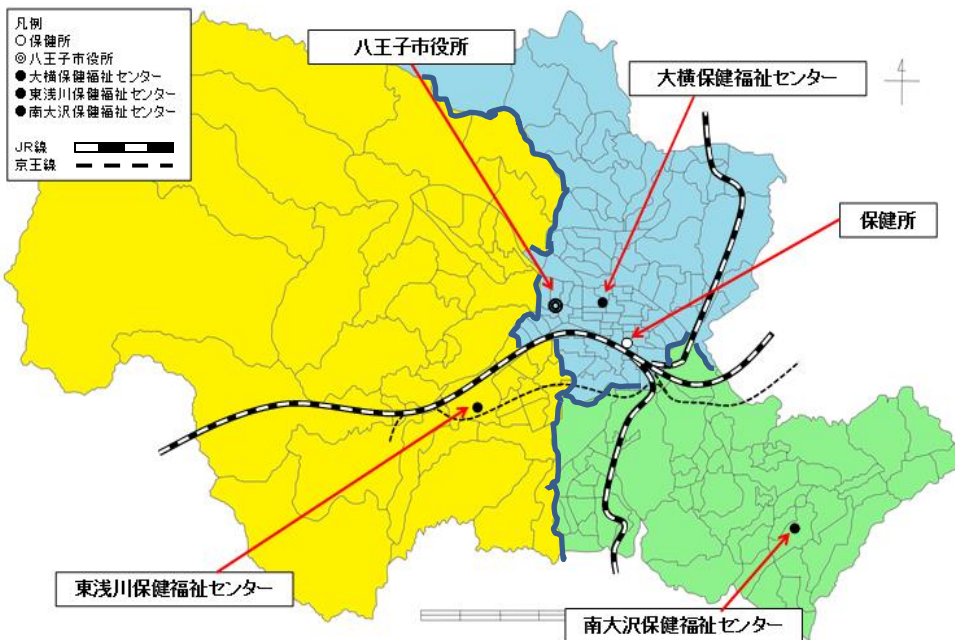 凡例
○保健所
◎八王子市役所
●大横保健福祉センター
●東浅川保健福祉センター
●南大沢保健福祉センター
JR線
京王線
八王子市役所
大横保健福祉センター
保健所
東浅川保健福祉センター
南大沢保健福祉センター